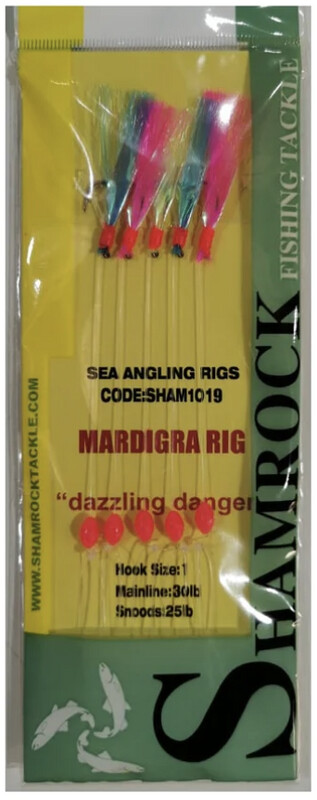 SEA ANGLING RIGS
CODE:SHAM1019
MARDIGRA RIG
“dazzling danger
Hook Size:1
Mainline:30lb
Snoods:25lb
WWW.SHAMROCKTACKLE.COM
SHAMROCK
FISHING TACKLE